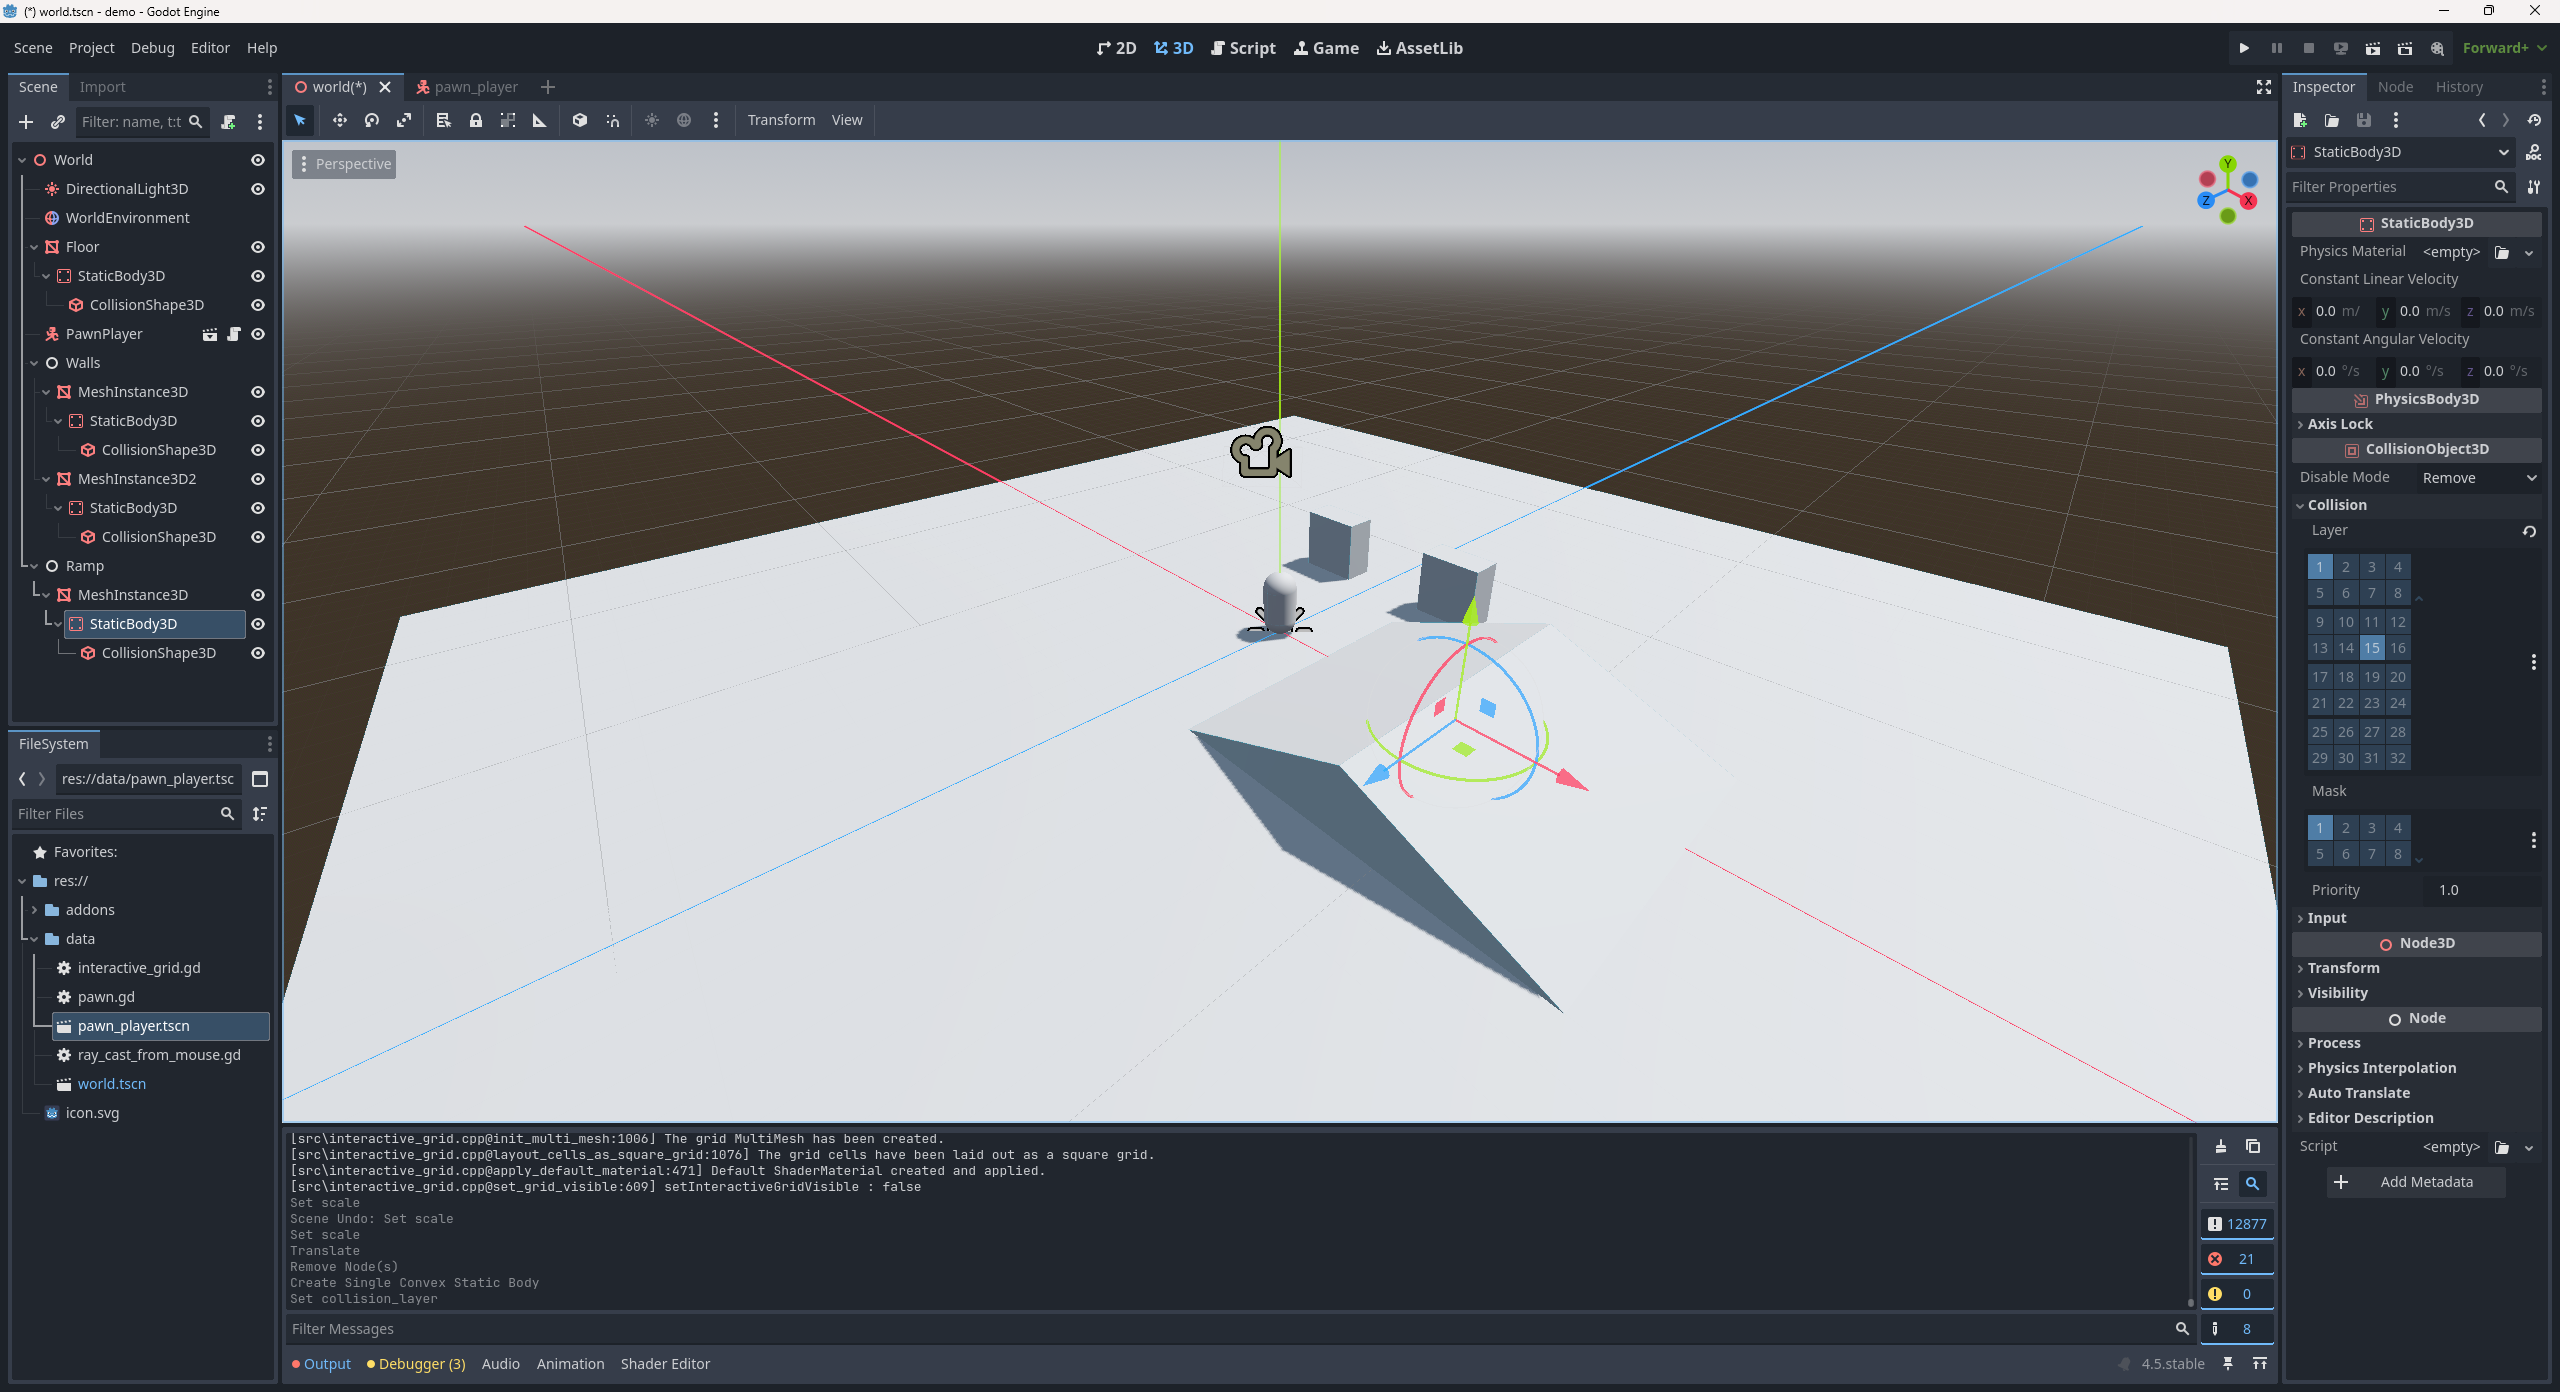 (*) world.tscn - demo - Godot Engine
Scene Project Debug Editor Help
2D 3D Script Game AssetLib
Forward+
Scene Import
Filter: name, t:t
World
DirectionalLight3D
WorldEnvironment
Floor
StaticBody3D
CollisionShape3D
PawnPlayer
Walls
MeshInstance3D
StaticBody3D
CollisionShape3D
MeshInstance3D2
StaticBody3D
CollisionShape3D
Ramp
MeshInstance3D
StaticBody3D
CollisionShape3D
FileSystem
res://data/pawn_player.tsc
Filter Files
Favorites:
res://
addons
data
interactive_grid.gd
pawn.gd
pawn_player.tscn
ray_cast_from_mouse.gd
world.tscn
icon.svg
world(*) pawn_player
Transform View
Perspective
Y
Z X
[src\interactive_grid.cpp@init_multi_mesh:1006] The grid MultiMesh has been created.
[src\interactive_grid.cpp@layout_cells_as_square_grid:1076] The grid cells have been laid out as a square grid.
[src\interactive_grid.cpp@apply_default_material:471] Default ShaderMaterial created and applied.
[src\interactive_grid.cpp@set_grid_visible:609] setInteractiveGridVisible : false
Set scale
Scene Undo: Set scale
Set scale
Translate
Remove Node(s)
Create Single Convex Static Body
Set collision_layer
12877
21
0
8
Filter Messages
Output Debugger (3) Audio Animation Shader Editor
4.5.stable
Inspector Node History
StaticBody3D
DOC
Filter Properties
StaticBody3D
Physics Material <empty>
Constant Linear Velocity
x 0.0 m/ y 0.0 m/s z 0.0 m/s
Constant Angular Velocity
x 0.0 °/s y 0.0 °/s z 0.0 °/s
PhysicsBody3D
Axis Lock
CollisionObject3D
Disable Mode Remove
Collision
Layer
1 2 3 4
5 6 7 8
9 10 11 12
13 14 15 16
17 18 19 20
21 22 23 24
25 26 27 28
29 30 31 32
Mask
1 2 3 4
5 6 7 8
Priority 1.0
Input
Node3D
Transform
Visibility
Node
Process
Physics Interpolation
Auto Translate
Editor Description
Script <empty>
Add Metadata